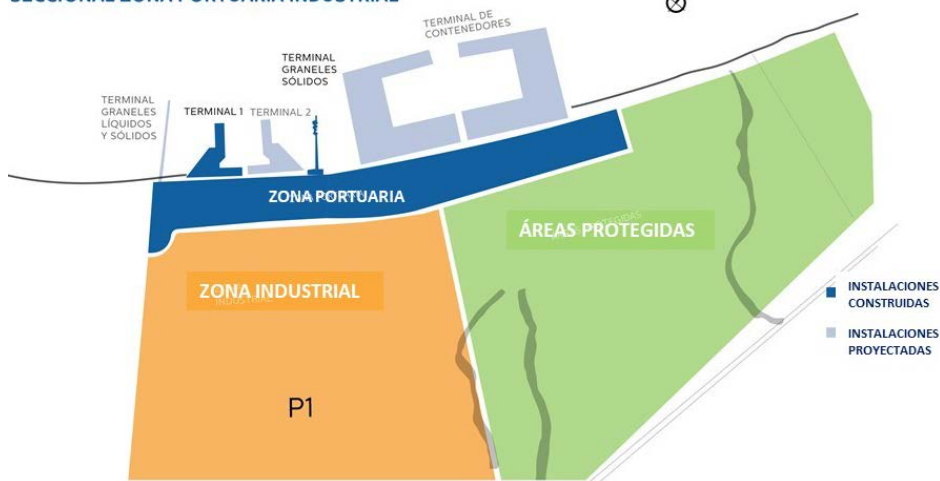 SECCIONAL ZONA PORTUARIA INDUSTRIAL
TERMINAL DE
CONTENEDORES
TERMINAL
GRANELES
SÓLIDOS
TERMINAL
GRANELES
LÍQUIDOS
Y SÓLIDOS
TERMINAL 1
TERMINAL 2
ZONA PORTUARIA
ÁREAS PROTEGIDAS
ZONA INDUSTRIAL
INDUSTRIAL
P1
INSTALACIONES
CONSTRUIDAS
INSTALACIONES
PROYECTADAS